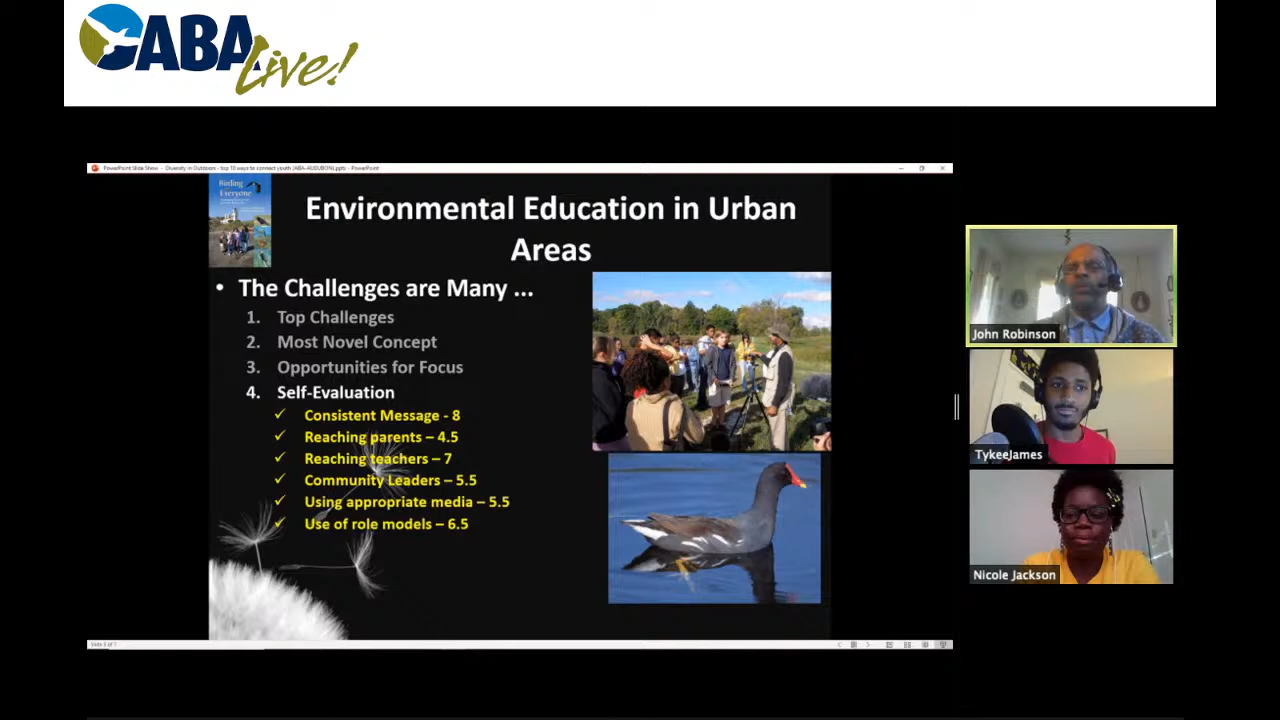 ABA
Live!
PowerPoint Slide Show - Diversity in Outdoors - top 10 ways to connect youth (ABA-AUDUBON).pptx - PowerPoint
Birding
Everyone
Environmental Education in Urban
Areas
• The Challenges are Many ...
1. Top Challenges
2. Most Novel Concept
3. Opportunities for Focus
4. Self-Evaluation
✓ Consistent Message - 8
✓ Reaching parents – 4.5
✓ Reaching teachers – 7
✓ Community Leaders – 5.5
✓ Using appropriate media – 5.5
✓ Use of role models – 6.5
John Robinson
TykeeJames
Nicole Jackson